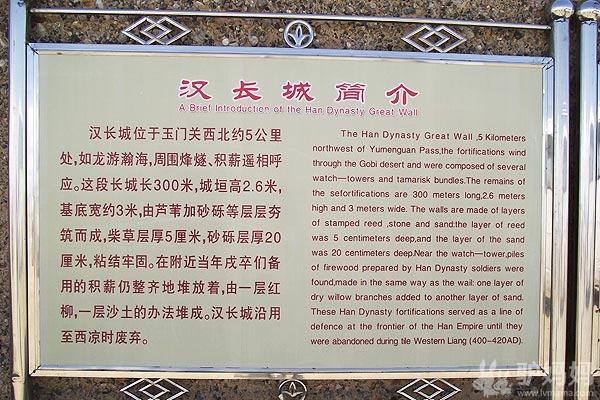 汉长城简介
A Brief Introduction of the Han Dynasty Great Wall
汉长城位于玉门关西北约5公里
处,如龙游瀚海,周围烽燧、积薪遥相呼
应。这段长城长300米,城垣高2.6米,
基底宽约3米,由芦苇加砂砾等层层夯
筑而成,柴草层厚5厘米,砂砾层厚20
厘米,粘结牢固。在附近当年戍卒们备
用的积薪仍整齐地堆放着,由一层红
柳,一层沙土的办法堆成。汉长城沿用
至西凉时废弃。
The Han Dynasty Great Wall ,5 Kilometers
northwest of Yumenguan Pass,the fortifications wind
through the Gobi desert and were composed of several
watch—towers and tamarisk bundles.The remains of
the sefortifications are 300 meters long,2.6 meters
high and 3 meters wide. The walls are made of layers
of stamped reed ,stone and sand:the layer of reed
was 5 centimeters deep,and the layer of the sand
was 20 centimeters deep.Near the watch—tower,piles
of firewood prepared by Han Dynasty soldiers were
found,made in the same way as the wail: one layer of
dry willow branches added to another layer of sand.
These Han Dynasty fortifications served as a line of
defence at the frontier of the Han Empire until they
were abandoned during tile Western Liang (400—420AD).
驴妈妈
www.lvmama.com